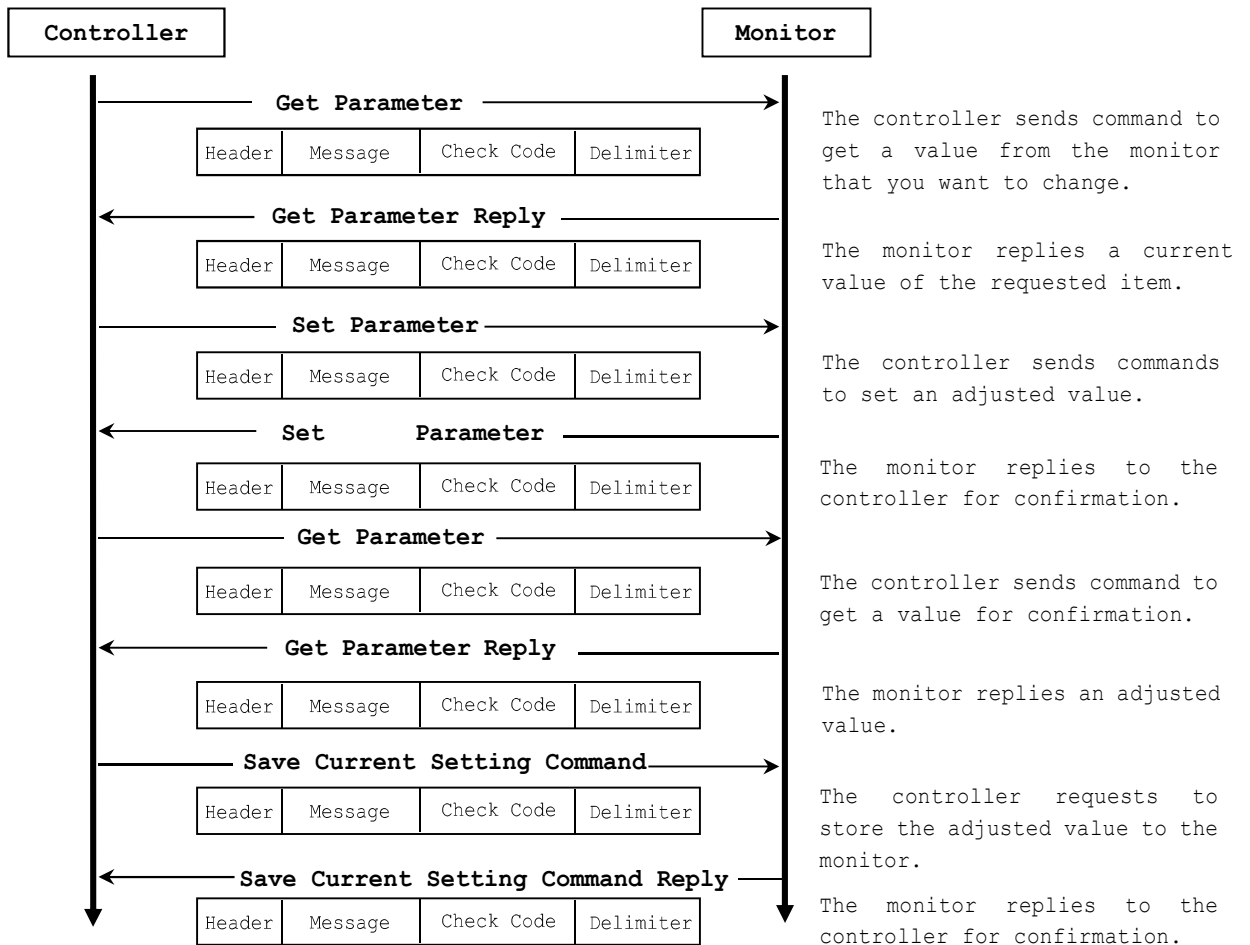 Controller
Monitor
Get Parameter
Header Message Check Code Delimiter
The controller sends command to
get a value from the monitor
that you want to change.
Get Parameter Reply
Header Message Check Code Delimiter
The monitor replies a current
value of the requested item.
Set Parameter
Header Message Check Code Delimiter
The controller sends commands
to set an adjusted value.
Set Parameter
Header Message Check Code Delimiter
The monitor replies to the
controller for confirmation.
Get Parameter
Header Message Check Code Delimiter
The controller sends command to
get a value for confirmation.
Get Parameter Reply
Header Message Check Code Delimiter
The monitor replies an adjusted
value.
Save Current Setting Command
Header Message Check Code Delimiter
The controller requests to
store the adjusted value to the
monitor.
Save Current Setting Command Reply
Header Message Check Code Delimiter
The monitor replies to the
controller for confirmation.